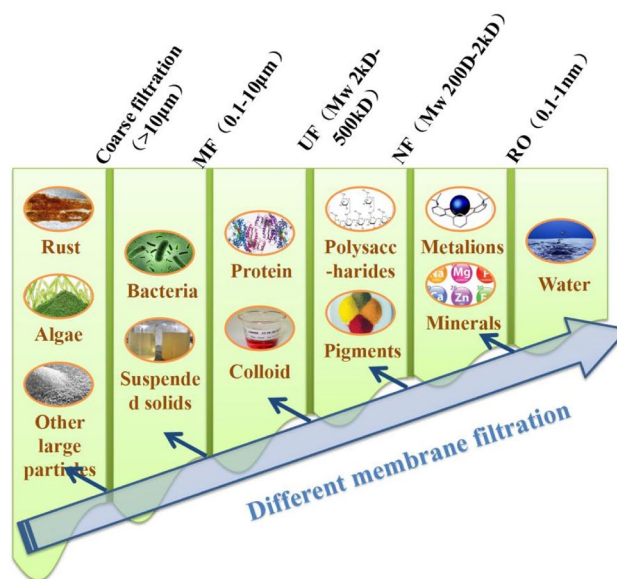 Coarse filtration
(>10μm)
MF (0.1-10μm)
UF (Mw 2kD-
500kD)
NF (Mw 200D-2kD)
RO (0.1-1nm)
Rust
Algae
Other
large
particles
Bacteria
Suspende
d solids
Protein
Colloid
Polysacc
-harides
Pigments
Metalions
Mg
Zn
Minerals
Water
Different membrane filtration